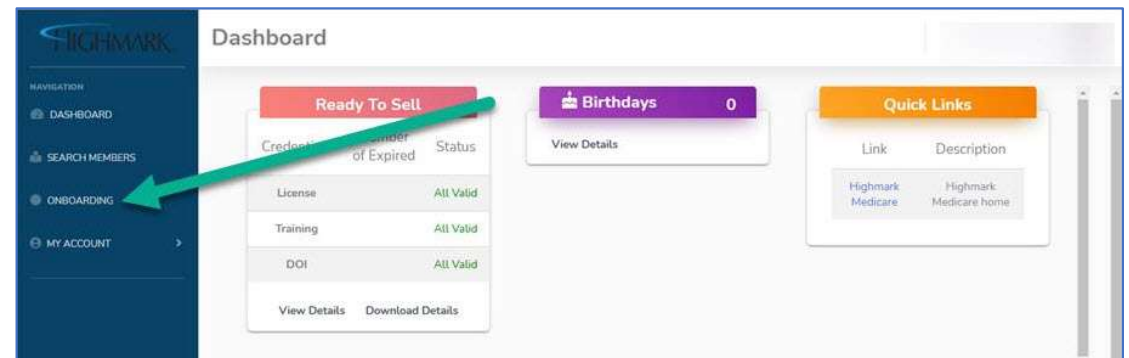 HIGHMARK
Dashboard
NAVIGATION
DASHBOARD
SEARCH MEMBERS
ONBOARDING
MY ACCOUNT
Ready To Sell
of Expired
Status
License
All Valid
Training
All Valid
DOI
All Valid
View Details Download Details
Birthdays 0
View Details
Quick Links
Link Description
Highmark
Medicare
Highmark
Medicare home